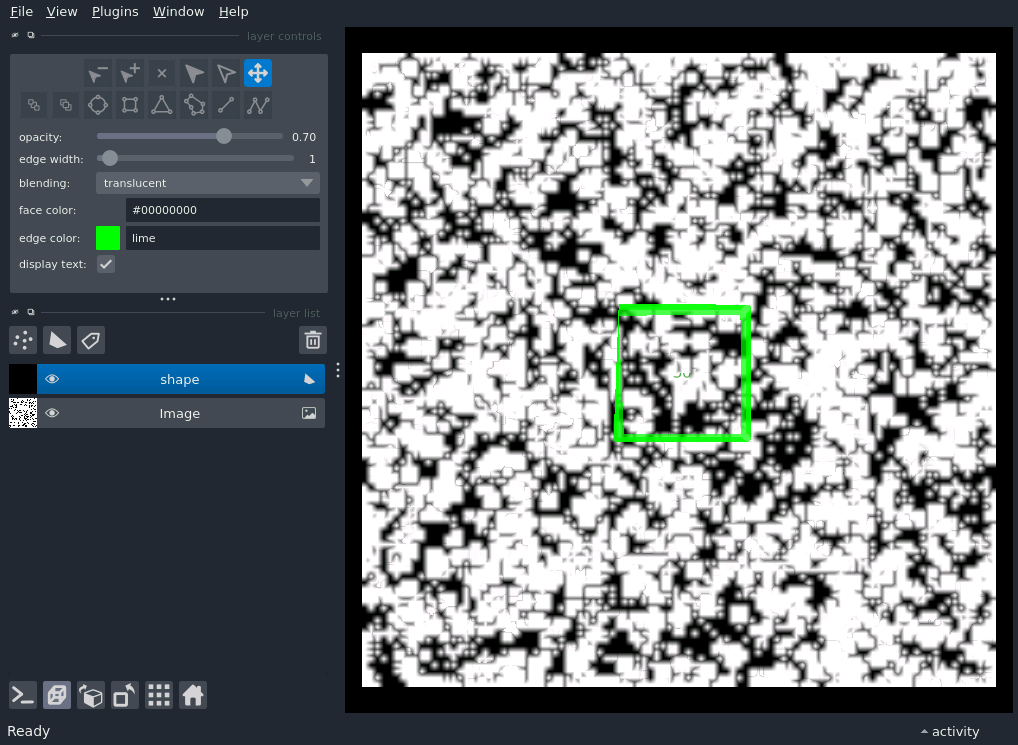 File View Plugins Window Help
layer controls
opacity: 0.70
edge width: 1
blending: translucent
face color: #00000000
edge color: lime
display text:
layer list
shape
Image
Ready
activity